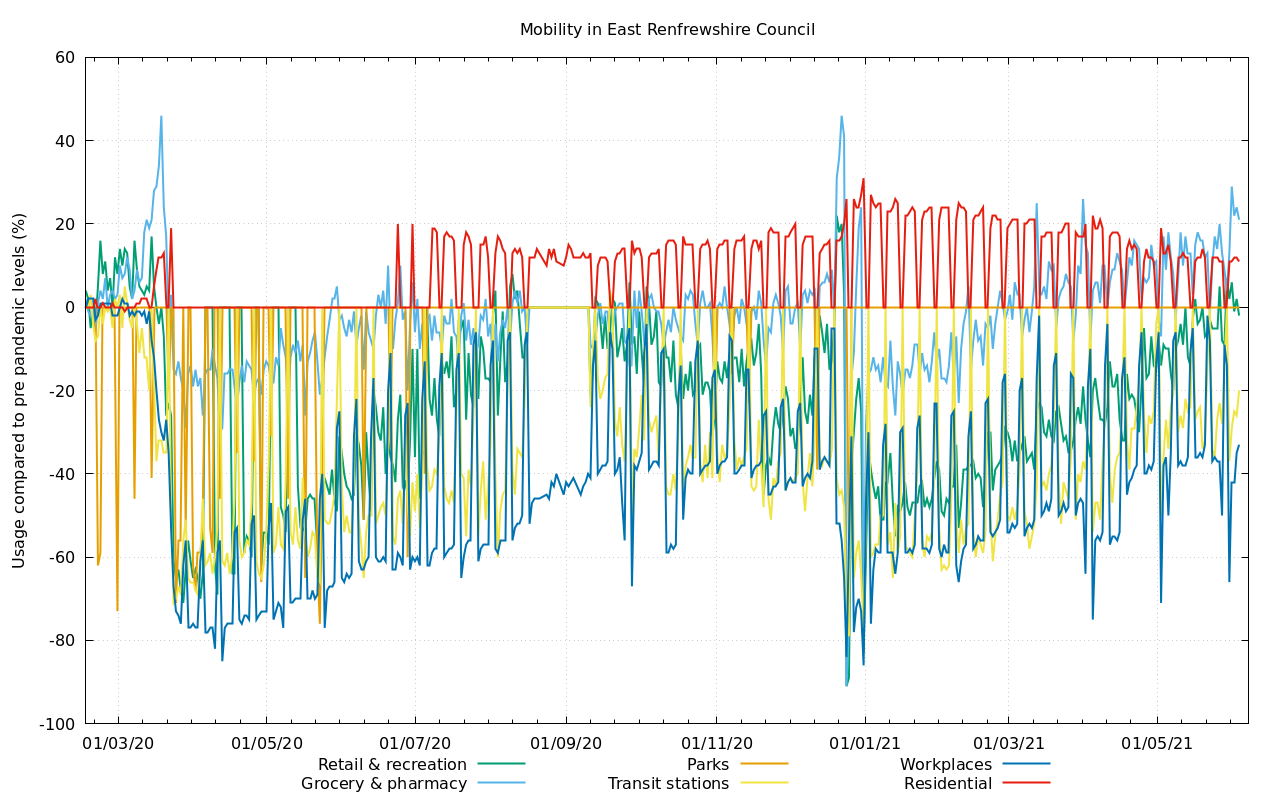 Mobility in East Renfrewshire Council
Usage compared to pre pandemic levels (%)
60
40
20
0
-20
-40
-60
-80
-100
01/03/20 01/05/20 01/07/20 01/09/20 01/11/20 01/01/21 01/03/21 01/05/21
Retail & recreation Parks Workplaces
Grocery & pharmacy Transit stations Residential